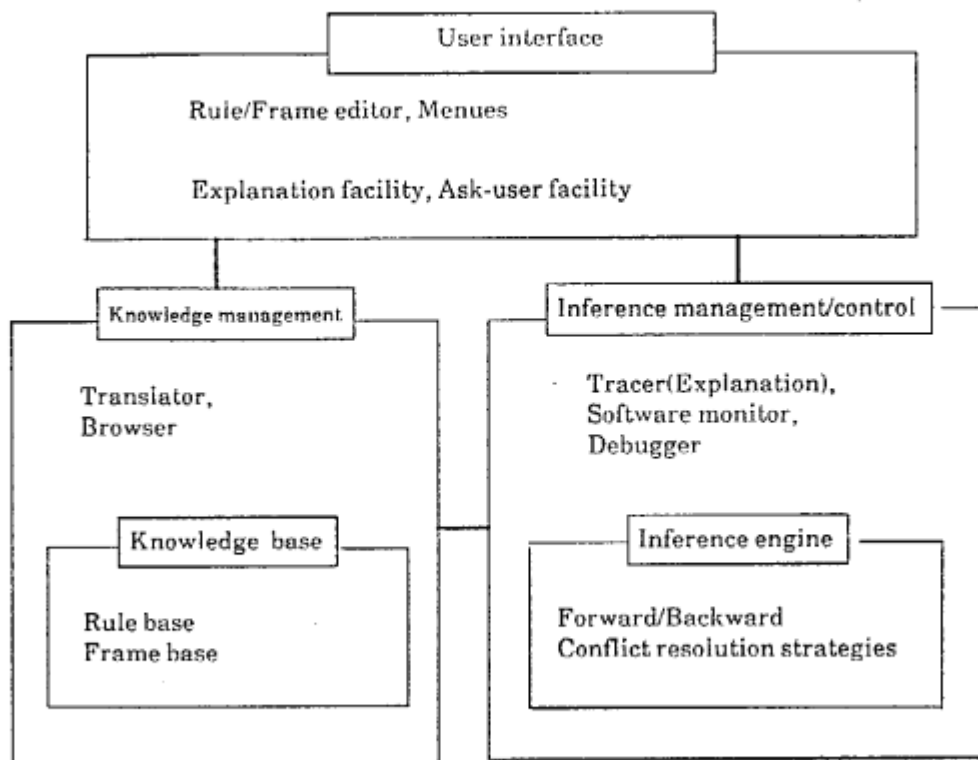 User interface
Rule/Frame editor, Menues
Explanation facility, Ask-user facility
Knowledge management
Translator,
Browser
Knowledge base
Rule base
Frame base
Inference management/control
Tracer(Explanation),
Software monitor,
Debugger
Inference engine
Forward/Backward
Conflict resolution strategies